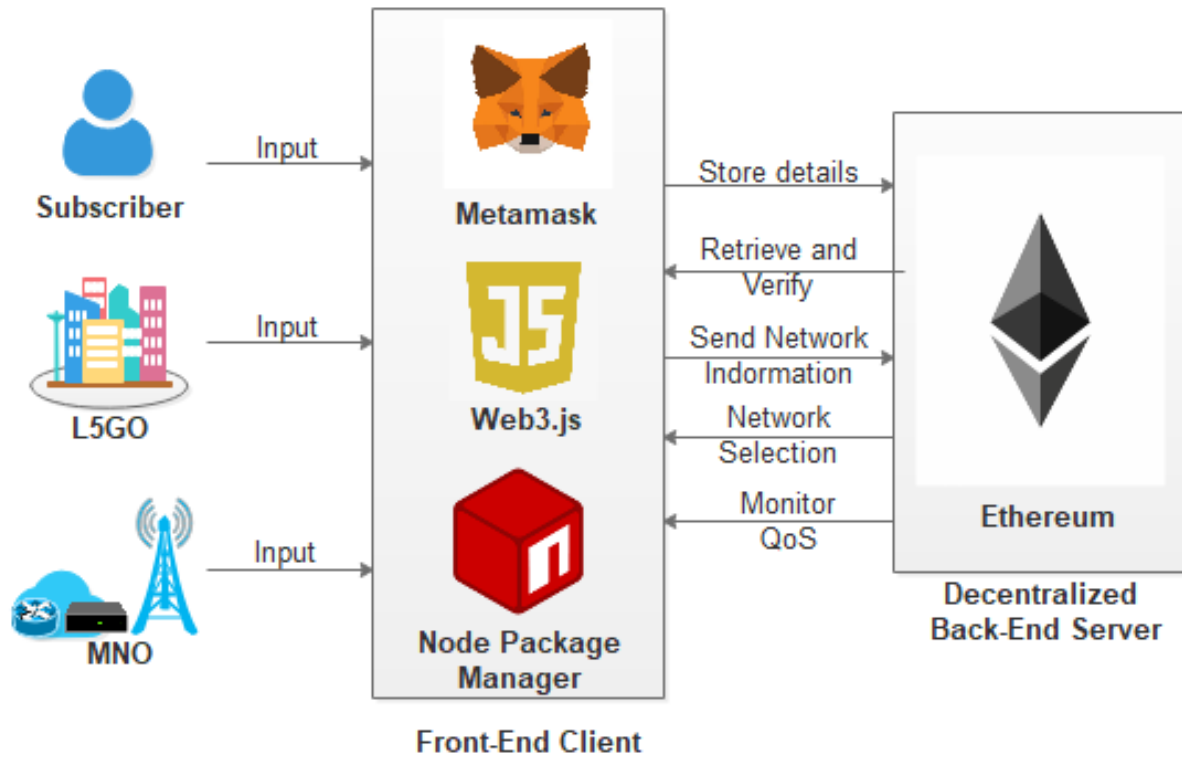 Subscriber
Input
L5GO
Input
MNO
Input
Metamask
JS
Web3.js
n
Node Package
Manager
Front-End Client
Store details
Retrieve and
Verify
Send Network
Indormation
Network
Selection
Monitor
QoS
Ethereum
Decentralized
Back-End Server